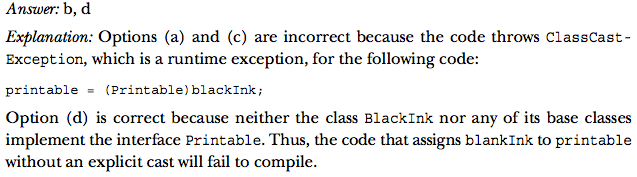 Answer: b, d
Explanation: Options (a) and (c) are incorrect because the code throws ClassCast-
Exception, which is a runtime exception, for the following code:
printable = (Printable)blackInk;
Option (d) is correct because neither the class BlackInk nor any of its base classes
implement the interface Printable. Thus, the code that assigns blankInk to printable
without an explicit cast will fail to compile.